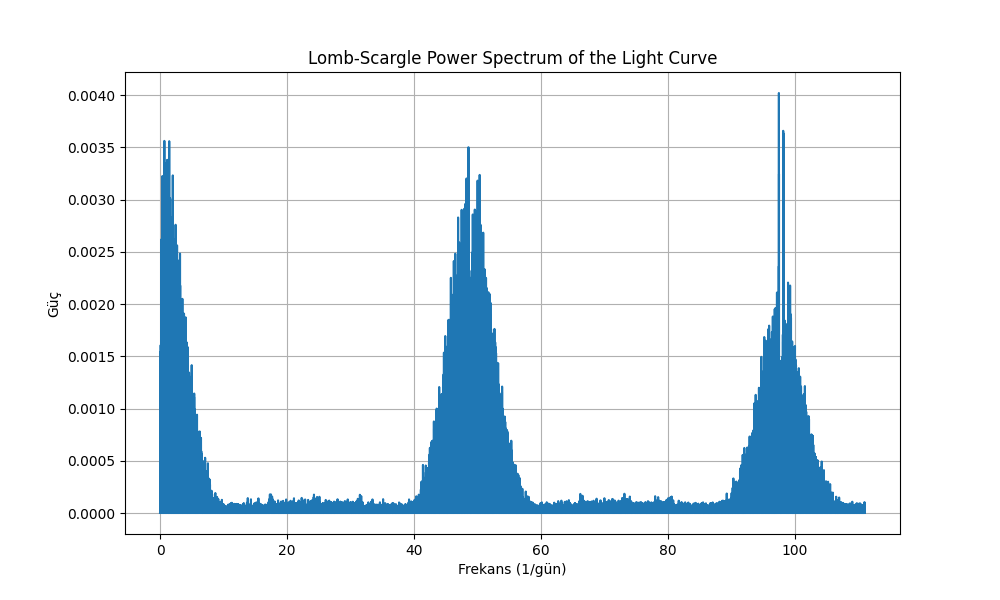 Lomb-Scargle Power Spectrum of the Light Curve
0.0040
0.0035
0.0030
0.0025
0.0020
0.0015
0.0010
0.0005
0.0000
Güç
0 20 40 60 80 100
Frekans (1/gün)